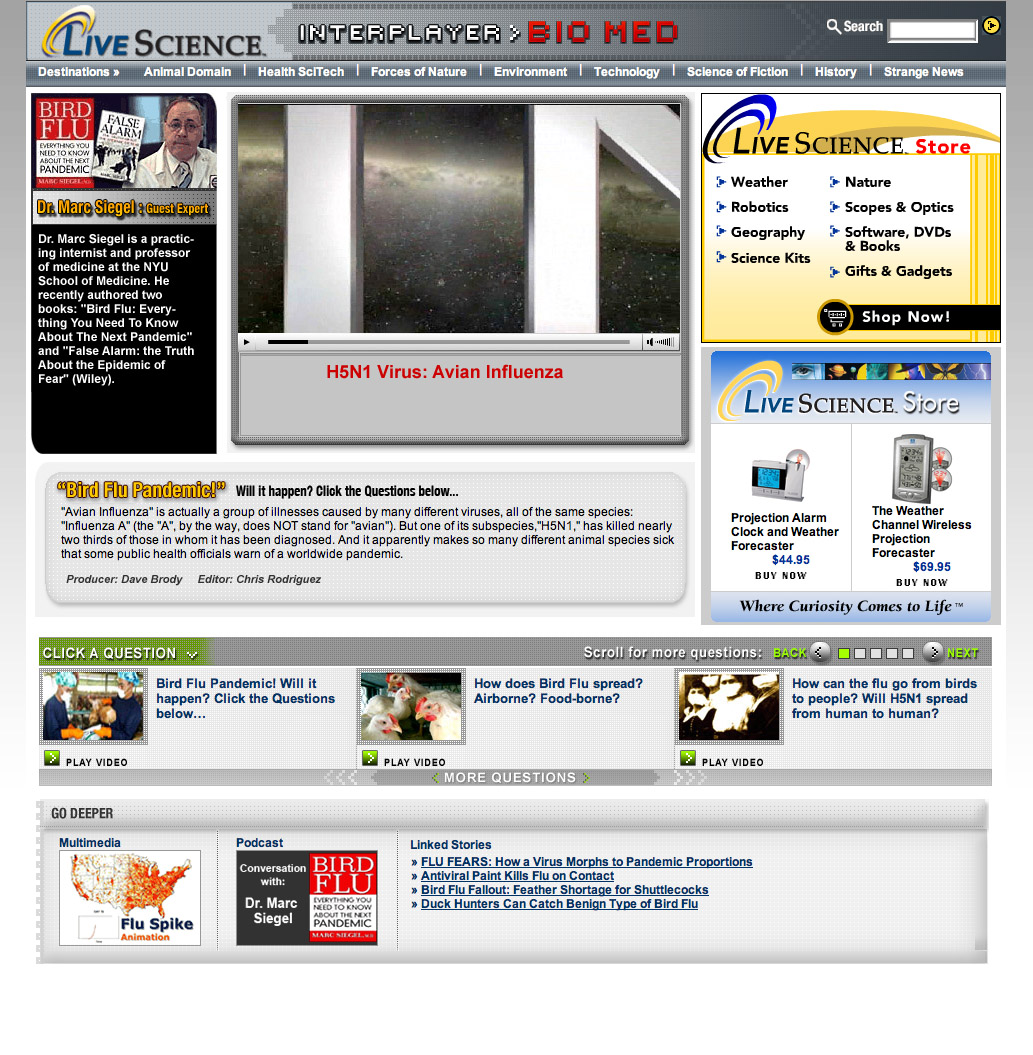 LIVESCIENCE.
INTERPLAYER > BIO MED
Search
Destinations »
Animal Domain
Health SciTech
Forces of Nature
Environment
Technology
Science of Fiction
History
Strange News
BIRD
FLU
EVERYTHING YOU
NEED TO KNOW
ABOUT THE NEXT
PANDEMIC
MARC SIEGEL, M.D.
FALSE
ALARM
Dr. Marc Siegel : Guest Expert
Dr. Marc Siegel is a practic-
ing internist and professor
of medicine at the NYU
School of Medicine. He
recently authored two
books: "Bird Flu: Every-
thing You Need To Know
About The Next Pandemic"
and "False Alarm: the Truth
About the Epidemic of
Fear" (Wiley).
H5N1 Virus: Avian Influenza
LIVESCIENCE. Store
Weather
Robotics
Geography
Science Kits
Nature
Scopes & Optics
Software, DVDs
& Books
Gifts & Gadgets
Shop Now!
LIVESCIENCE. Store
Projection Alarm
Clock and Weather
Forecaster
$44.95
BUY NOW
The Weather
Channel Wireless
Projection
Forecaster
$69.95
BUY NOW
Where Curiosity Comes to Life™
“Bird Flu Pandemic!” Will it happen? Click the Questions below...
"Avian Influenza" is actually a group of illnesses caused by many different viruses, all of the same species:
"Influenza A" (the "A", by the way, does NOT stand for "avian"). But one of its subspecies,"H5N1," has killed nearly
two thirds of those in whom it has been diagnosed. And it apparently makes so many different animal species sick
that some public health officials warn of a worldwide pandemic.
Producer: Dave Brody Editor: Chris Rodriguez
CLICK A QUESTION
Scroll for more questions: BACK NEXT
Bird Flu Pandemic! Will it
happen? Click the Questions
below…
PLAY VIDEO
How does Bird Flu spread?
Airborne? Food-borne?
PLAY VIDEO
How can the flu go from birds
to people? Will H5N1 spread
from human to human?
PLAY VIDEO
MORE QUESTIONS
GO DEEPER
Multimedia
Flu Spike
Animation
Podcast
Conversation
with:
Dr. Marc
Siegel
BIRD
FLU
EVERYTHING YOU
NEED TO KNOW
ABOUT THE NEXT
PANDEMIC
MARC SIEGEL, M.D.
Linked Stories
» FLU FEARS: How a Virus Morphs to Pandemic Proportions
» Antiviral Paint Kills Flu on Contact
» Bird Flu Fallout: Feather Shortage for Shuttlecocks
» Duck Hunters Can Catch Benign Type of Bird Flu